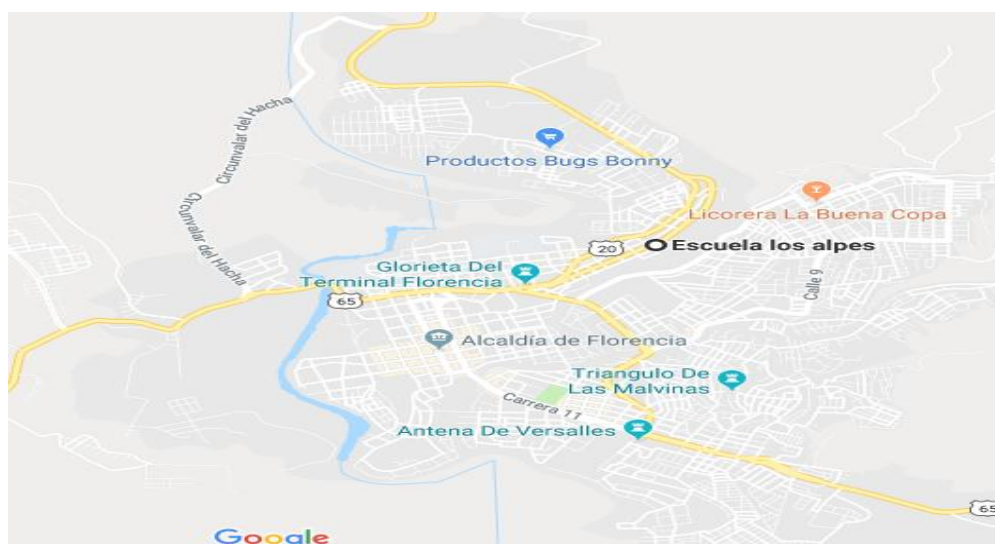 Circunvalar del Hacha
Circunvalar del Hacha
Productos Bugs Bonny
Licorera La Buena Copa
20
Escuela los alpes
Glorieta Del
Terminal Florencia
65
Calle 9
Alcaldía de Florencia
Triangulo De
Las Malvinas
Carrera 11
Antena De Versalles
65
Google